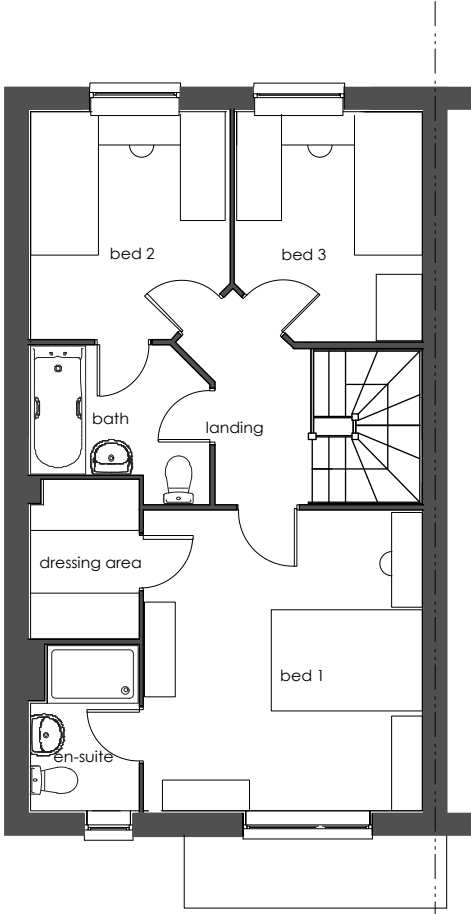 bed 2
bed 3
bath
landing
dressing area
bed 1
en-suite